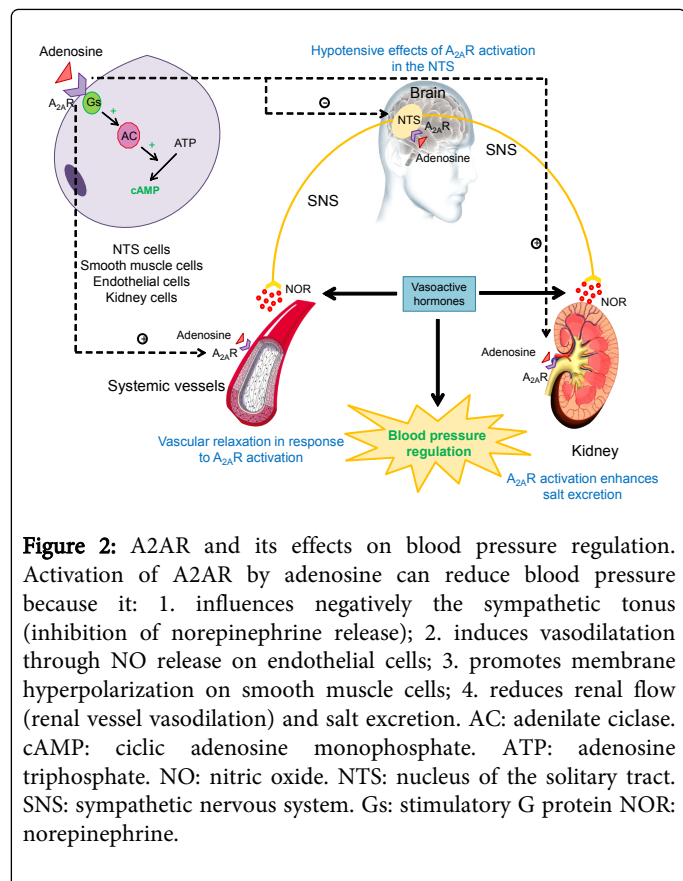 Adenosine
A2AR
Gs
+
AC
+
ATP
cAMP
NTS cells
Smooth muscle cells
Endothelial cells
Kidney cells
Hypotensive effects of A2AR activation
in the NTS
Brain
NTS
A2AR
Adenosine
SNS
SNS
NOR
NOR
Vasoactive
hormones
Adenosine
A2AR
Systemic vessels
Vascular relaxation in response
to A2AR activation
Blood pressure
regulation
Adenosine
A2AR
Kidney
A2AR activation enhances
salt excretion
-
+
+
Figure 2: A2AR and its effects on blood pressure regulation.
Activation of A2AR by adenosine can reduce blood pressure
because it: 1. influences negatively the sympathetic tonus
(inhibition of norepinephrine release); 2. induces vasodilatation
through NO release on endothelial cells; 3. promotes membrane
hyperpolarization on smooth muscle cells; 4. reduces renal flow
(renal vessel vasodilation) and salt excretion. AC: adenilate ciclase.
cAMP: ciclic adenosine monophosphate. ATP: adenosine
triphosphate. NO: nitric oxide. NTS: nucleus of the solitary tract.
SNS: sympathetic nervous system. Gs: stimulatory G protein NOR:
norepinephrine.